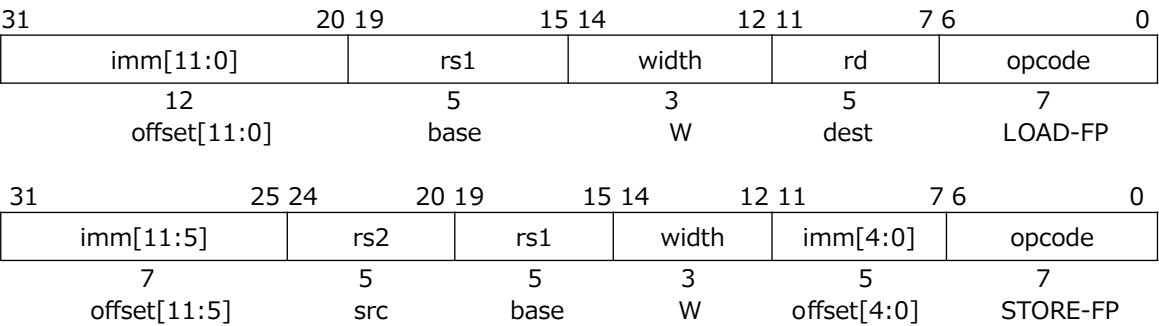 31 20 19 15 14 12 11 7 6 0
imm[11:0] rs1 width rd opcode
12 5 3 5 7
offset[11:0] base W dest LOAD-FP
31 25 24 20 19 15 14 12 11 7 6 0
imm[11:5] rs2 rs1 width imm[4:0] opcode
7 5 5 3 5 7
offset[11:5] src base W offset[4:0] STORE-FP